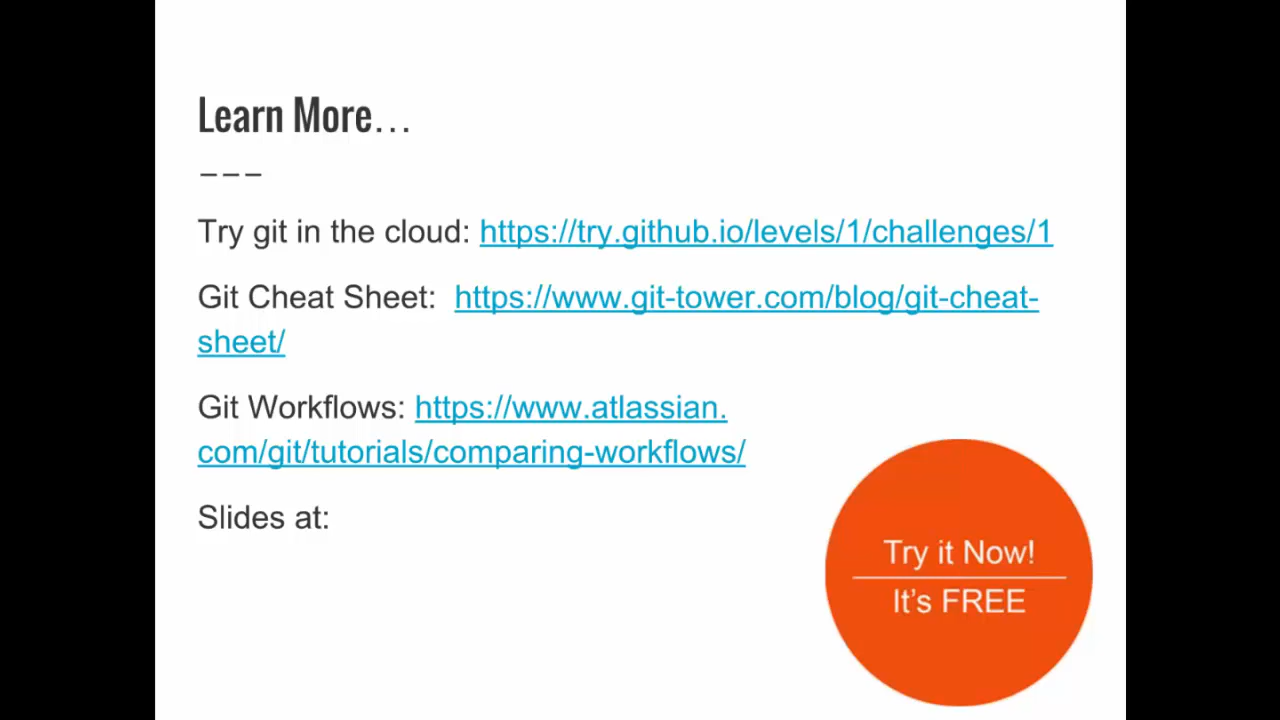 Learn More…
–––
Try git in the cloud: https://try.github.io/levels/1/challenges/1
Git Cheat Sheet:  https://www.git-tower.com/blog/git-cheat-
sheet/
Git Workflows: https://www.atlassian.
com/git/tutorials/comparing-workflows/
Slides at:
Try it Now!
It’s FREE